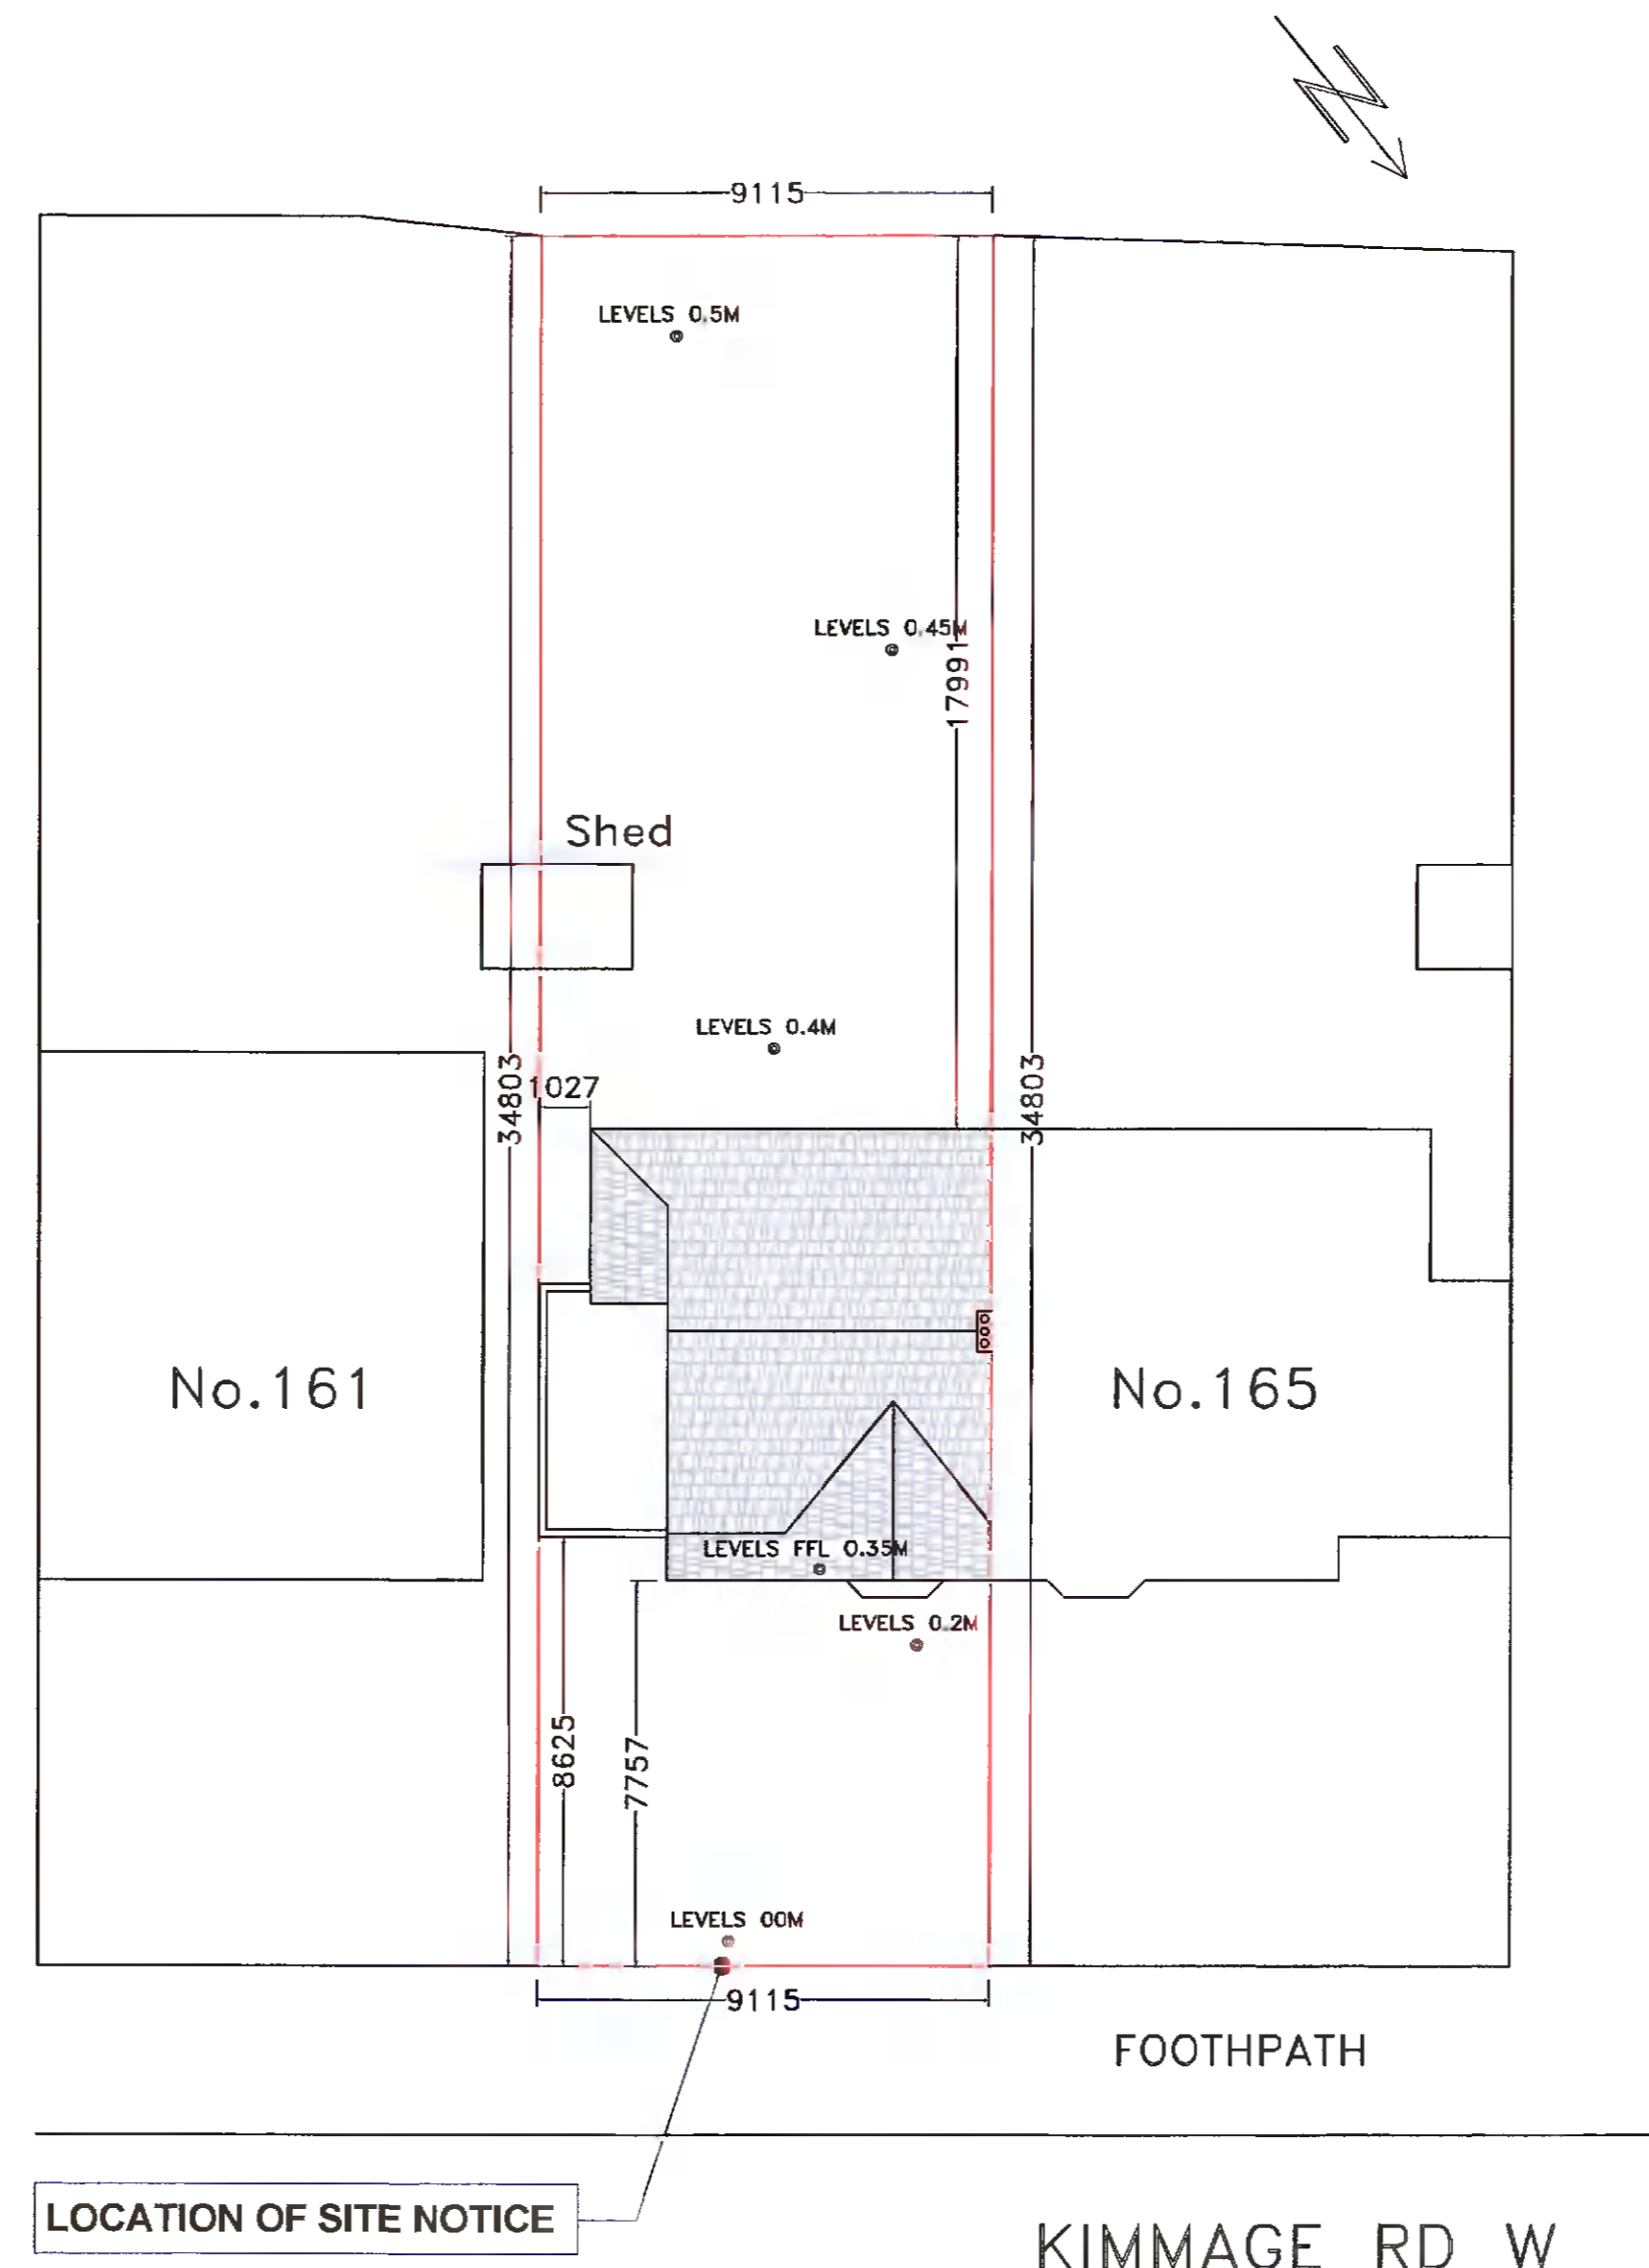 N
9115
LEVELS 0.5M
LEVELS 0.45M
17991
Shed
LEVELS 0.4M
34803
1027
34803
No.161
No.165
LEVELS FFL 0.35M
LEVELS 0.2M
8625
7757
LEVELS 00M
9115
FOOTHPATH
LOCATION OF SITE NOTICE
KIMMAGE RD W